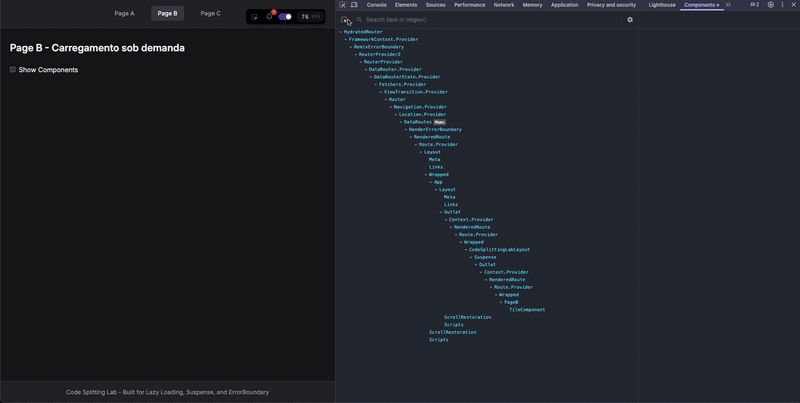 Page A Page B Page C 76 FPS
Page B - Carregamento sob demanda
Show Components
Code Splitting Lab - Built for Lazy Loading, Suspense, and ErrorBoundary
Console Elements Sources Performance Network Memory Application Privacy and security Lighthouse Components 2
Search (text or /regex/)
HydratedRouter
FrameworkContext.Provider
RemixErrorBoundary
RouterProvider2
RouterProvider
DataRouter.Provider
DataRouterState.Provider
Fetchers.Provider
ViewTransition.Provider
Router
Navigation.Provider
Location.Provider
DataRoutes Memo
RenderErrorBoundary
RenderedRoute
Route.Provider
Layout
Meta
Links
Wrapped
App
Layout
Meta
Links
Outlet
Context.Provider
RenderedRoute
Route.Provider
Wrapped
CodeSplittingLabLayout
Suspense
Outlet
Context.Provider
RenderedRoute
Route.Provider
Wrapped
PageB
TileComponent
ScrollRestoration
Scripts
ScrollRestoration
Scripts